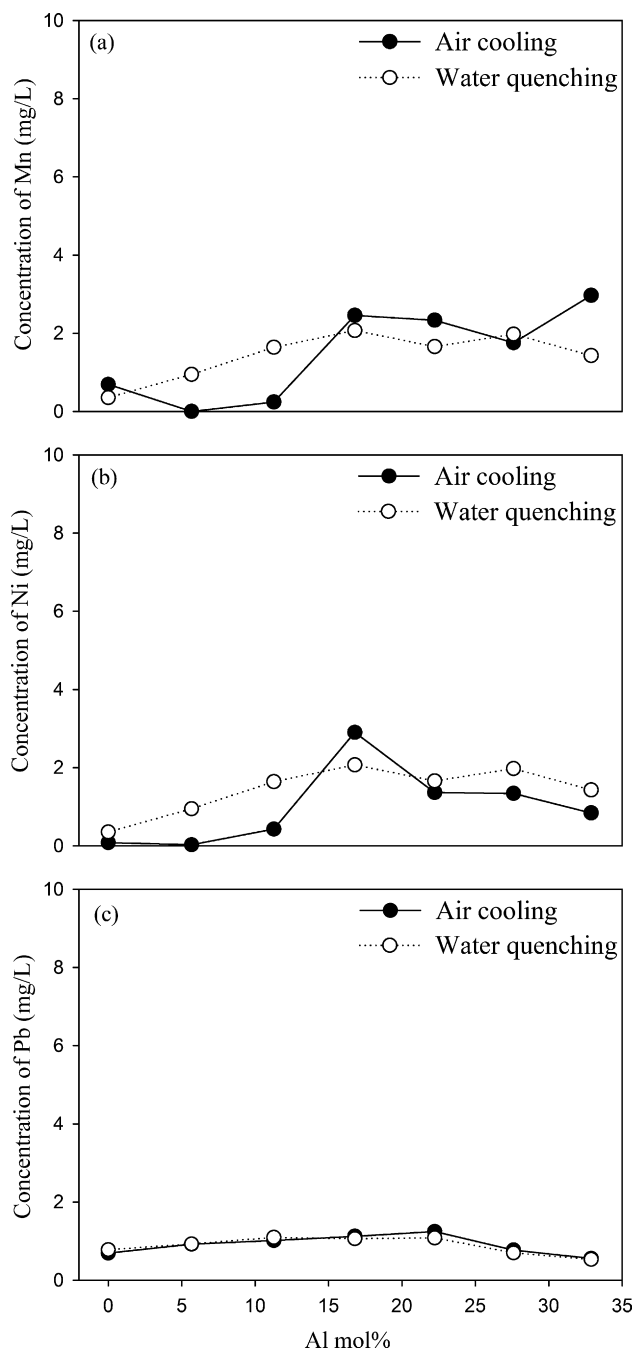 (a)
Air cooling
Water quenching
Concentration of Mn (mg/L)
10
8
6
4
2
0
(b)
Air cooling
Water quenching
Concentration of Ni (mg/L)
10
8
6
4
2
0
(c)
Air cooling
Water quenching
Concentration of Pb (mg/L)
10
8
6
4
2
0
0 5 10 15 20 25 30 35
Al mol%